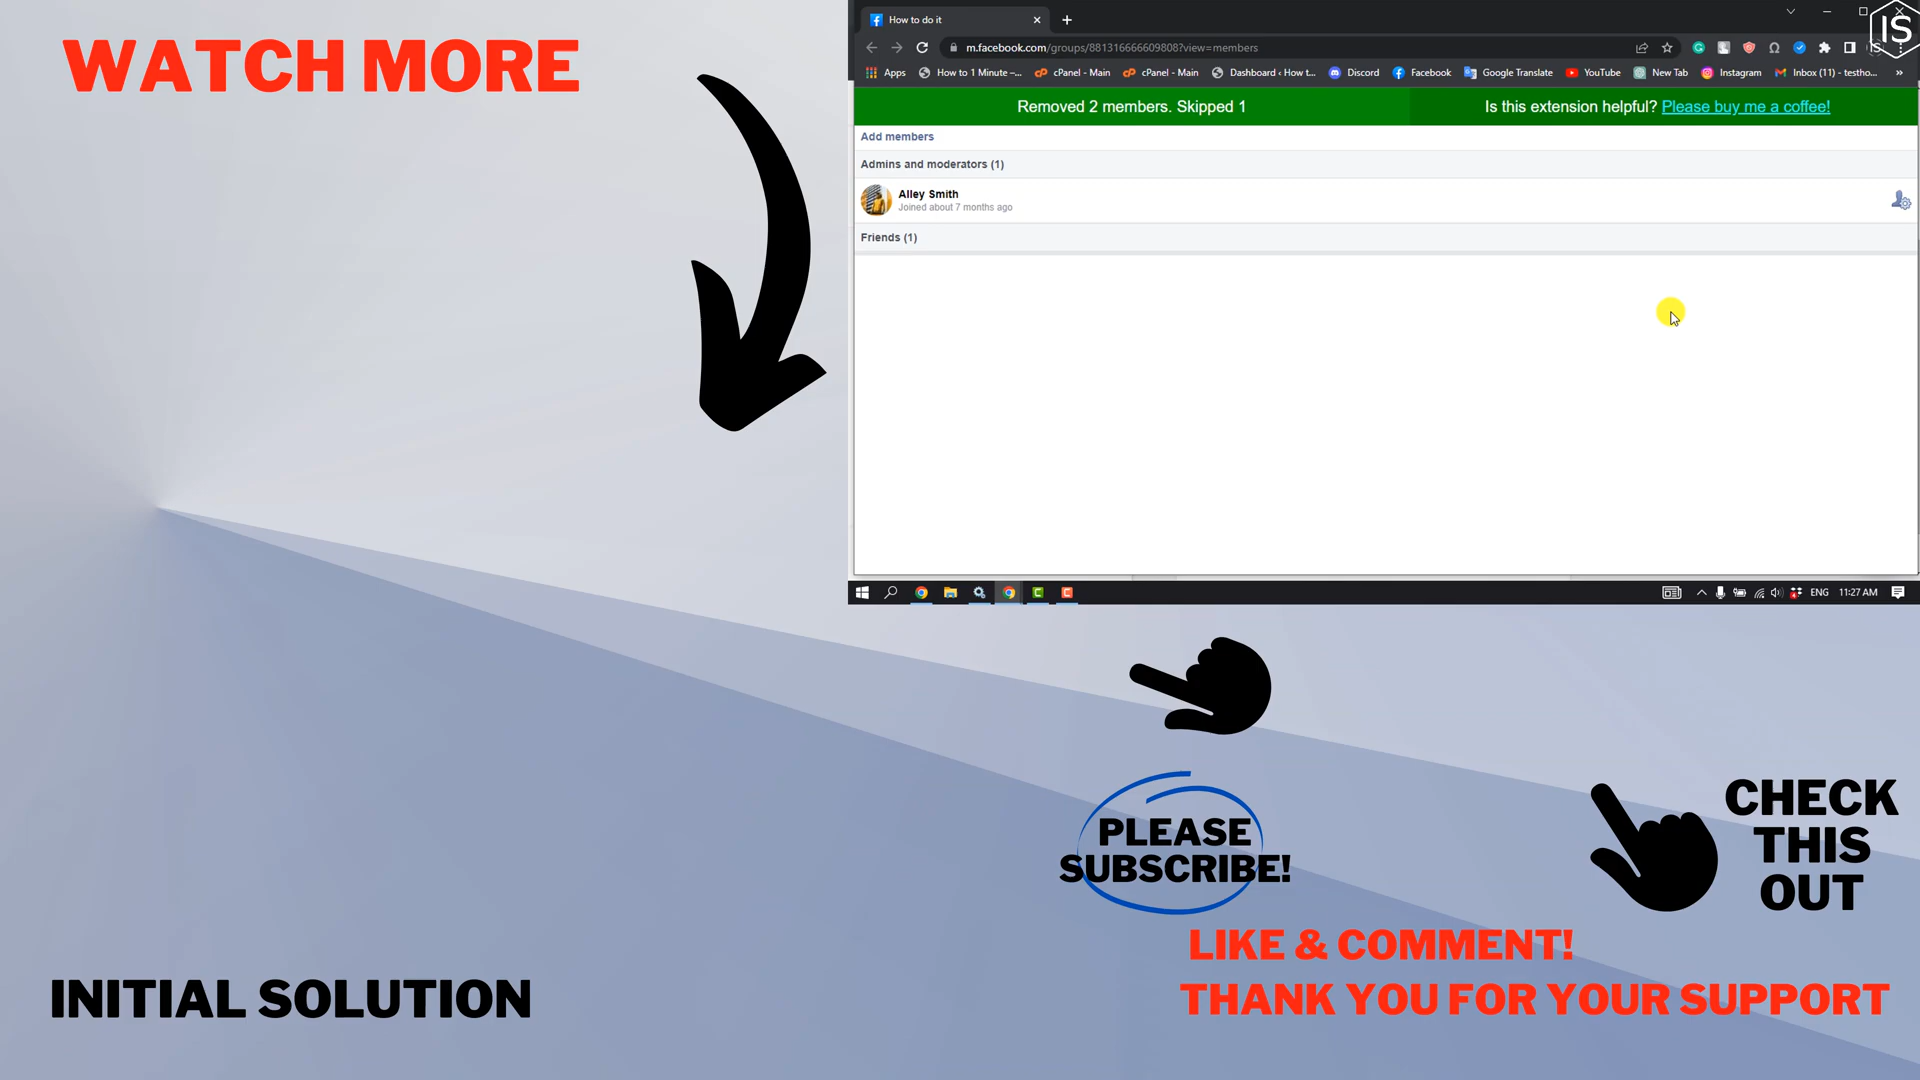 WATCH MORE
How to do it
IS
m.facebook.com/groups/881316666609808?view=members
Apps
How to 1 Minute –...
cPanel - Main
cPanel - Main
Dashboard ‹ How t...
Discord
Facebook
Google Translate
YouTube
New Tab
Instagram
Inbox (11) - testho...
»
Removed 2 members. Skipped 1
Is this extension helpful? Please buy me a coffee!
Add members
Admins and moderators (1)
Alley Smith
Joined about 7 months ago
Friends (1)
ENG
11:27 AM
PLEASE
SUBSCRIBE!
CHECK
THIS
OUT
LIKE & COMMENT!
THANK YOU FOR YOUR SUPPORT
INITIAL SOLUTION